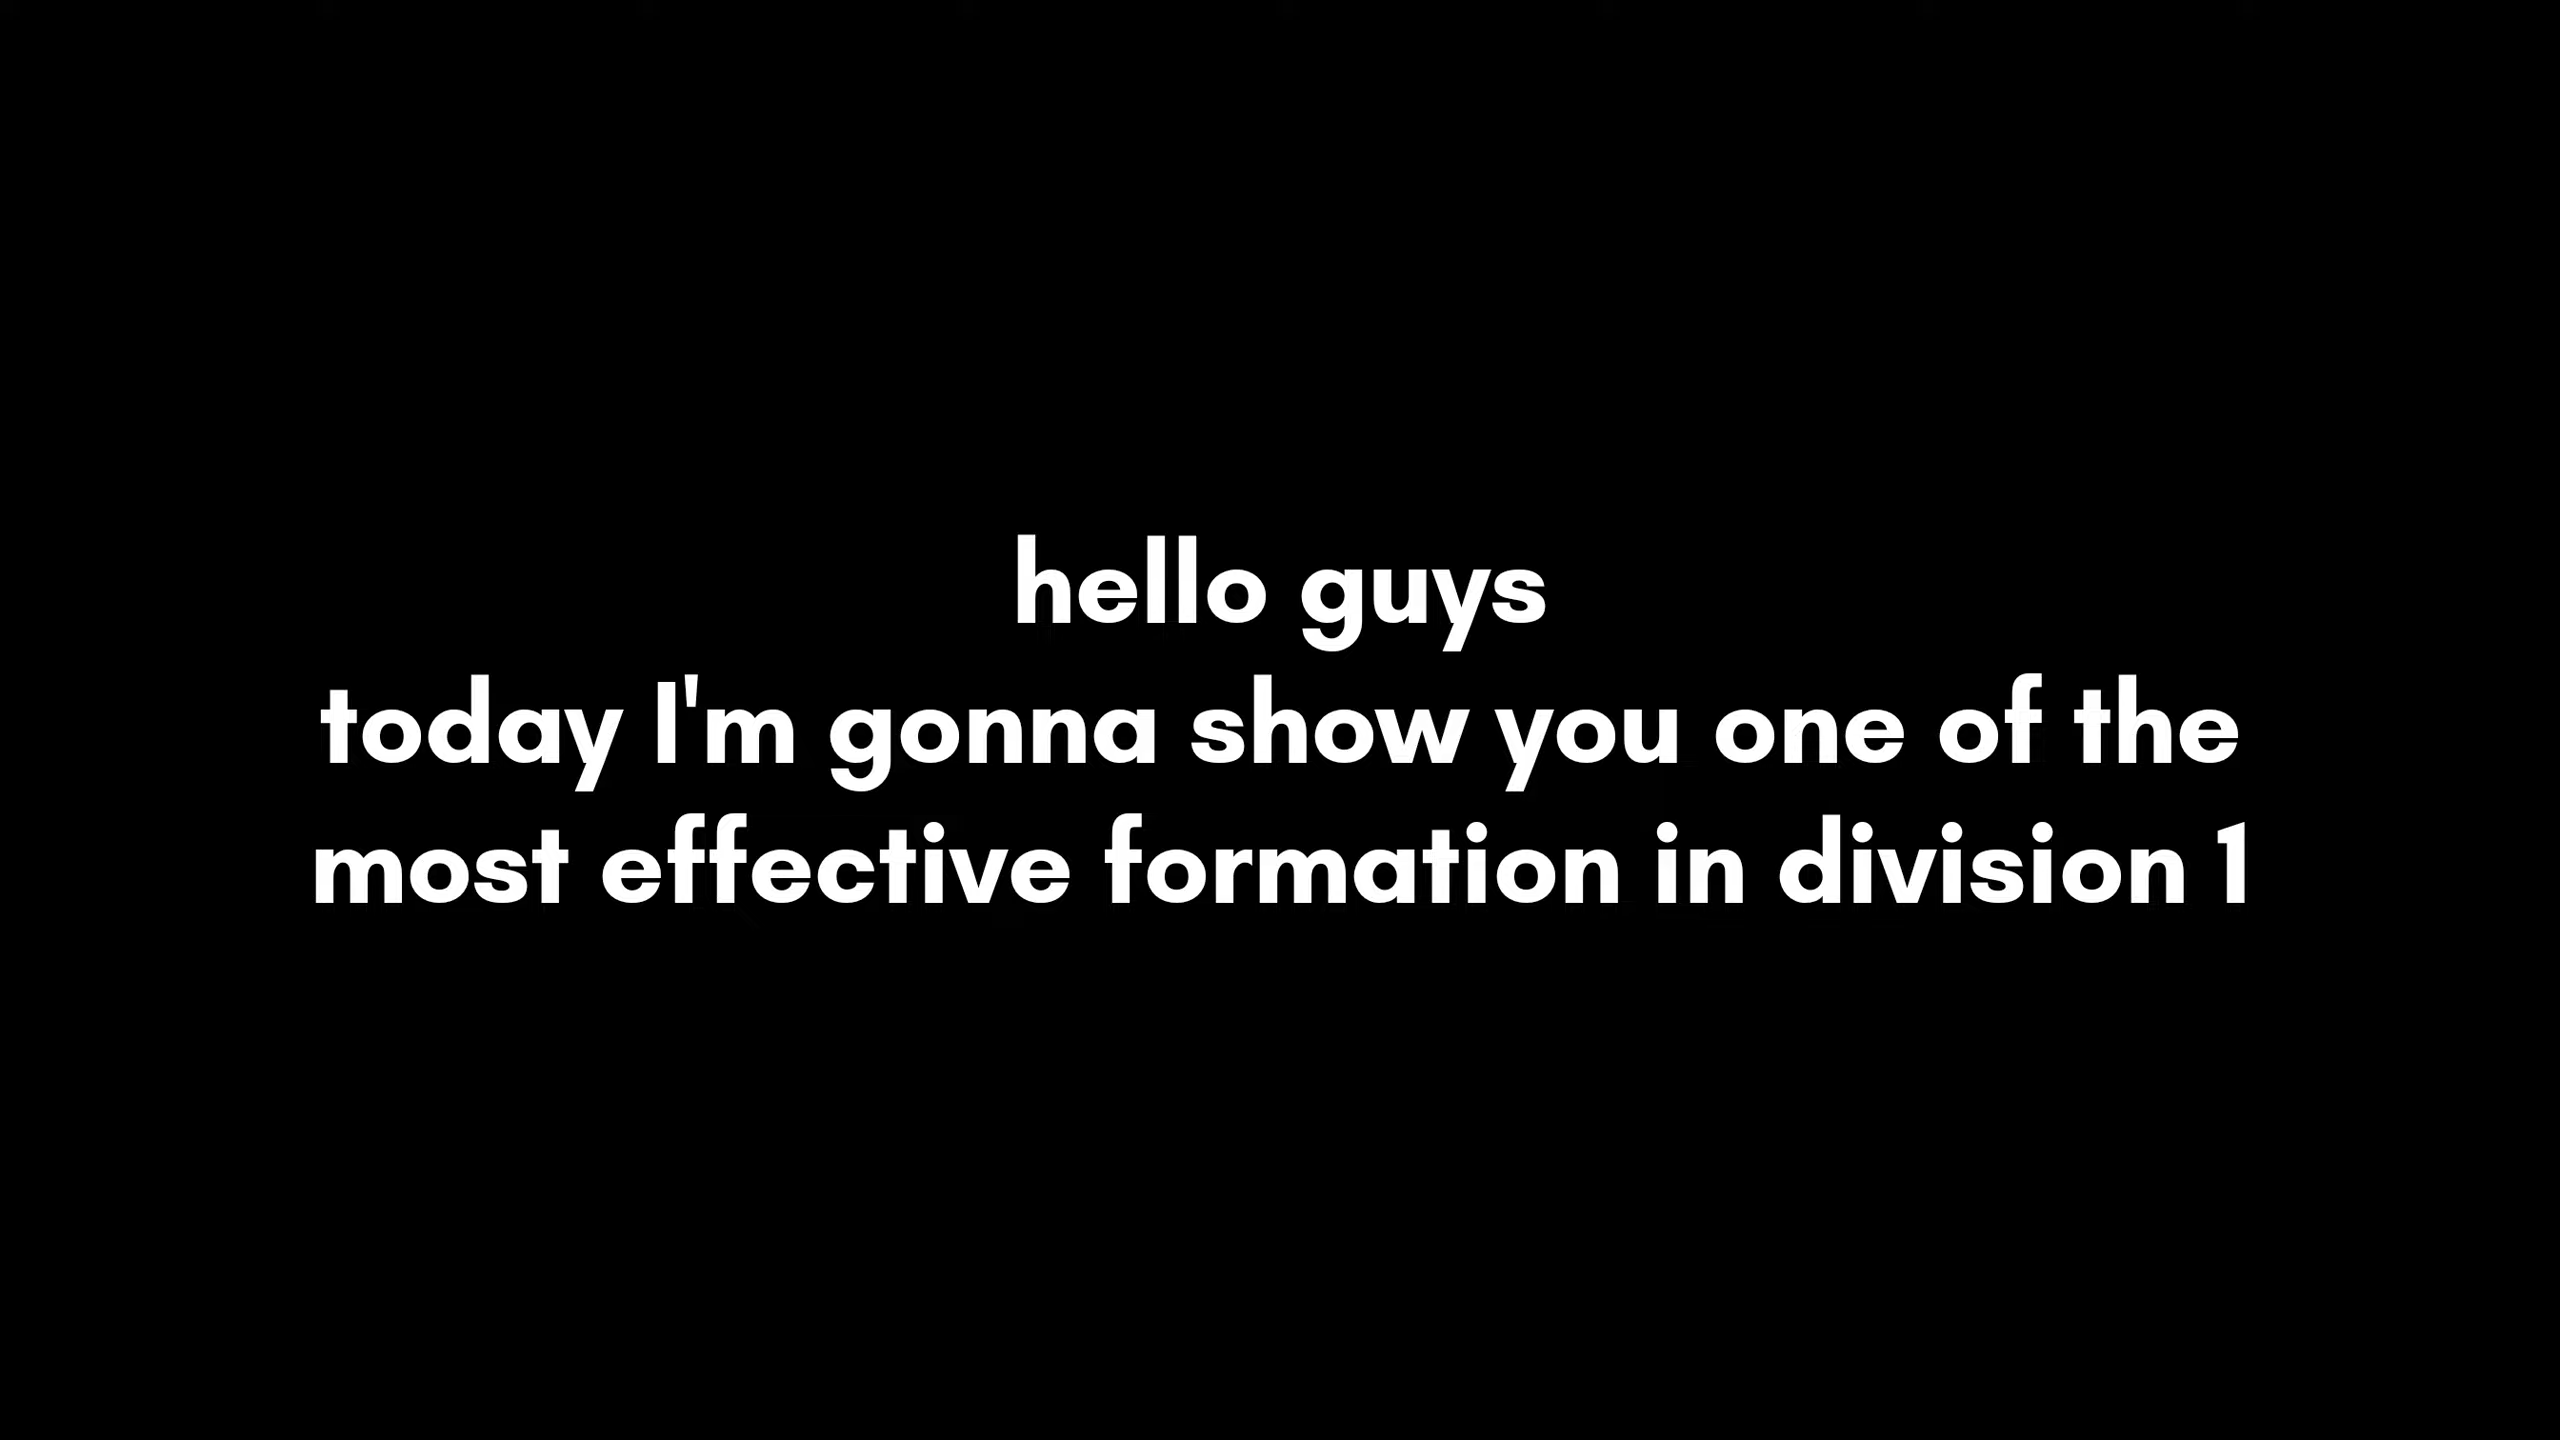 hello guys
today I'm gonna show you one of the
most effective formation in division 1